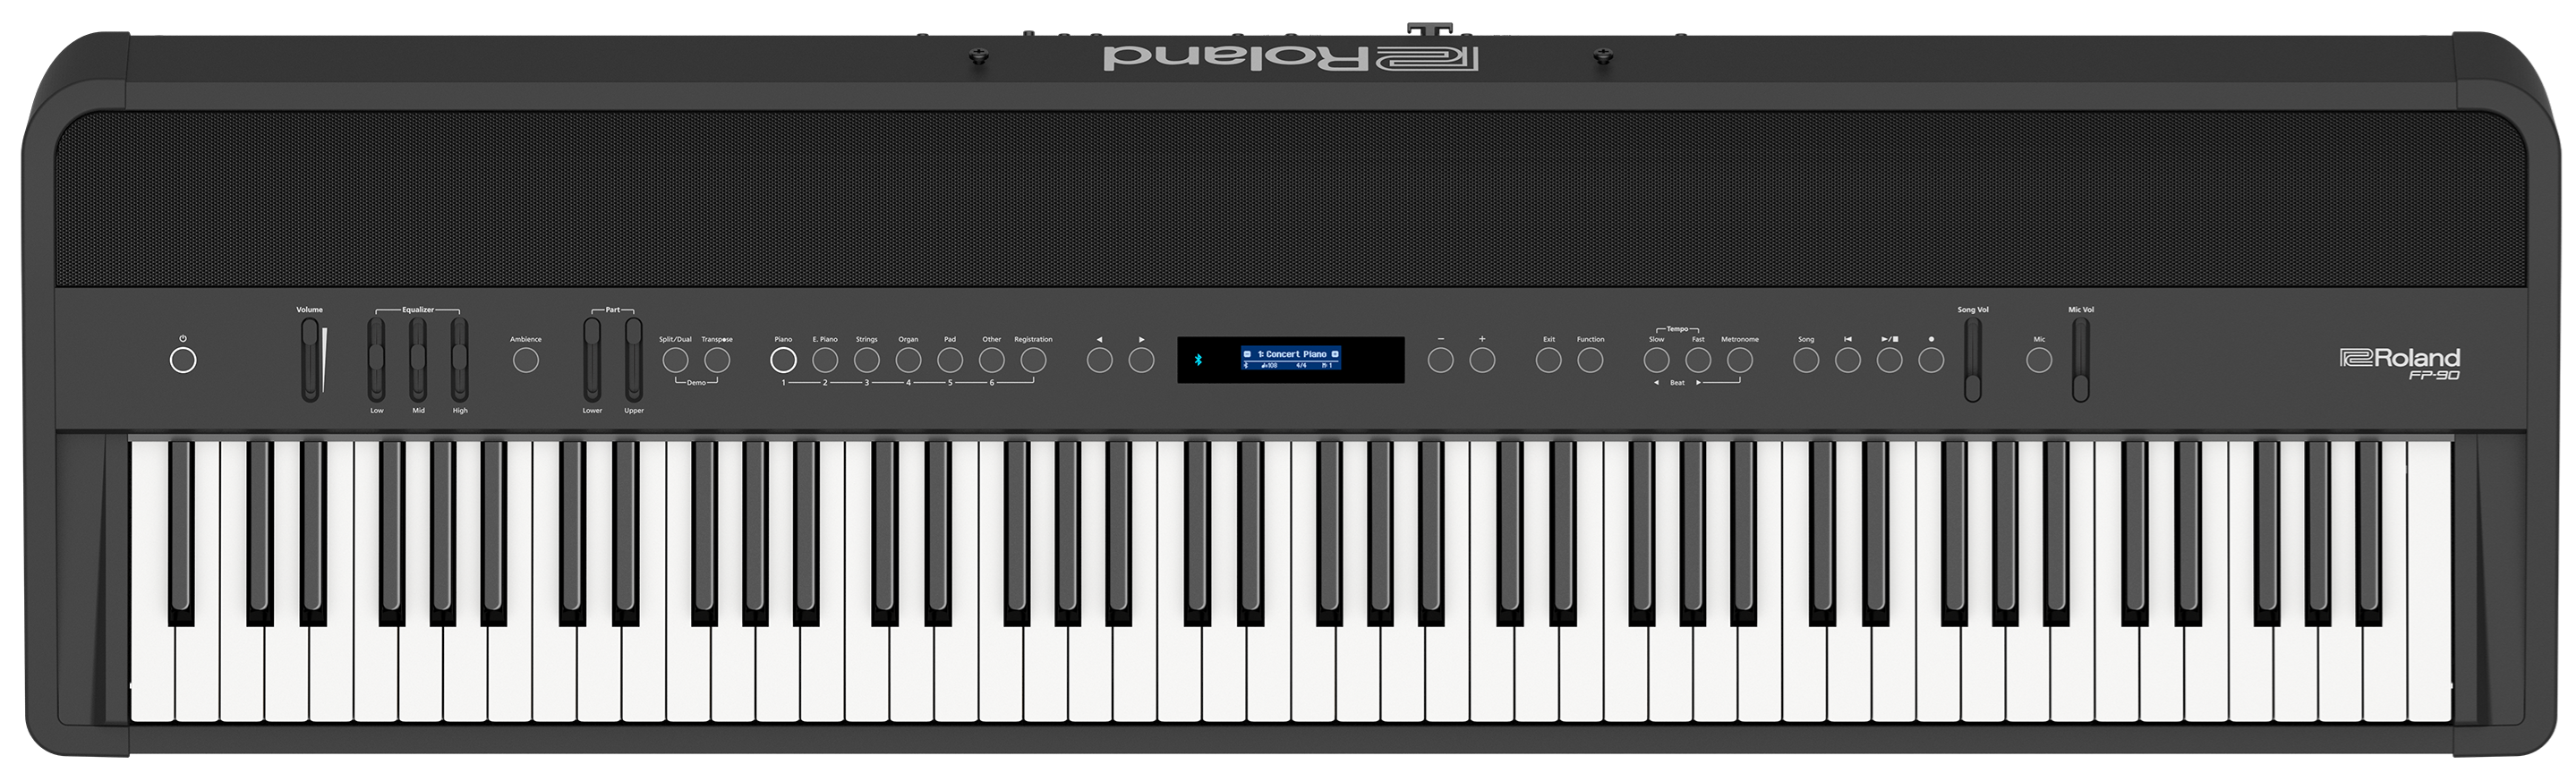 Roland
Volume
Equalizer
Low
Mid
High
Ambience
Part
Lower
Upper
Split/Dual
Transpose
Demo
Piano
E. Piano
Strings
Organ
Pad
Other
Registration
1
2
3
4
5
6
1: Concert Piano
=108 4/4 M: 1
−
+
Exit
Function
Tempo
Slow
Fast
Metronome
Beat
Song
Song Vol
Mic
Mic Vol
Roland
FP-90